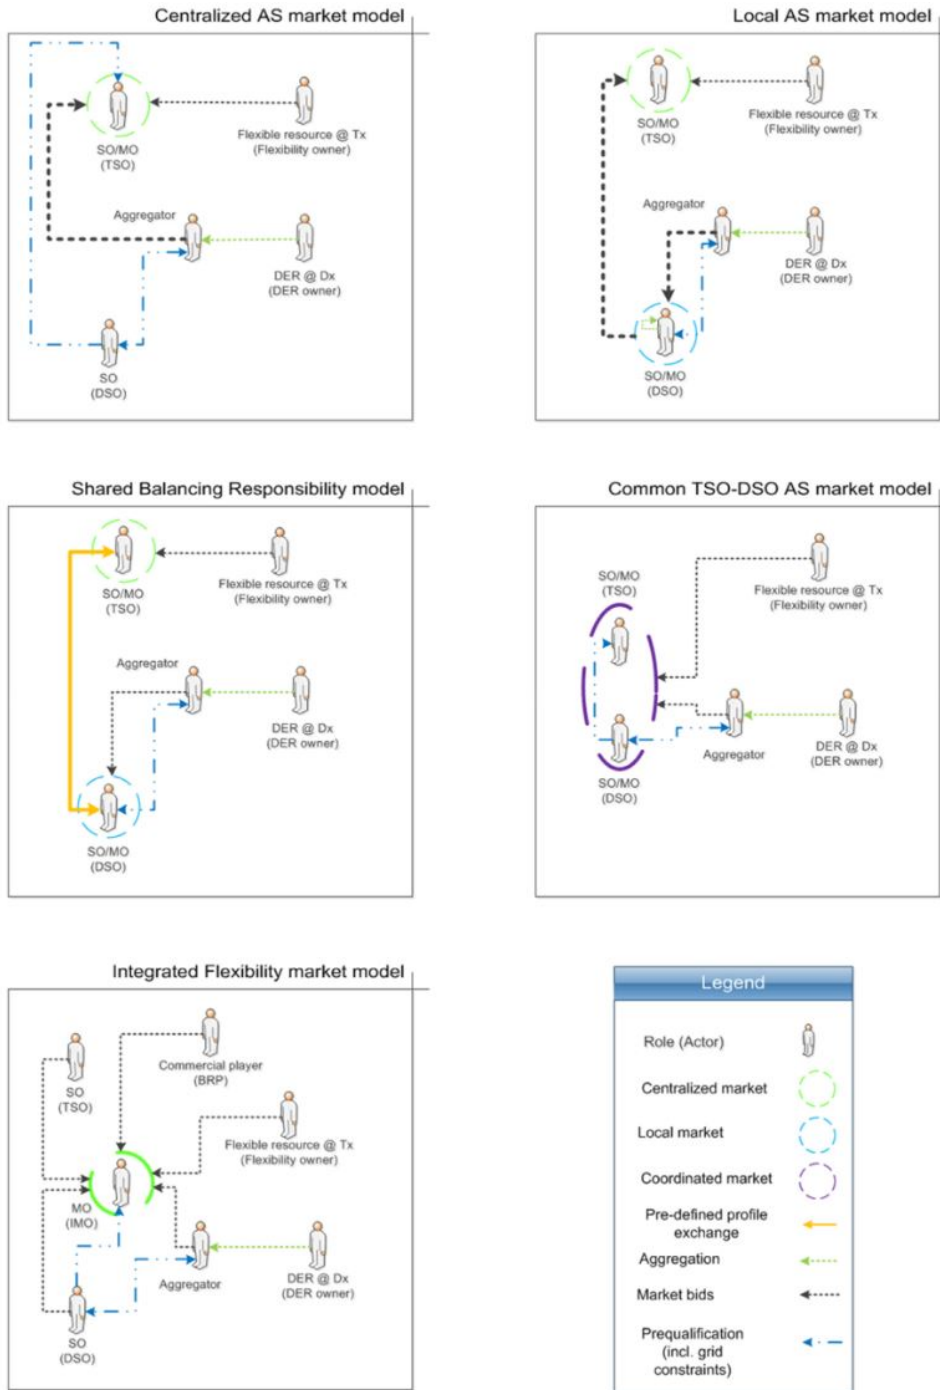 Centralized AS market model
SO/MO
(TSO)
Flexible resource @ Tx
(Flexibility owner)
Aggregator
DER @ Dx
(DER owner)
SO
(DSO)
Local AS market model
SO/MO
(TSO)
Flexible resource @ Tx
(Flexibility owner)
Aggregator
DER @ Dx
(DER owner)
SO/MO
(DSO)
Shared Balancing Responsibility model
SO/MO
(TSO)
Flexible resource @ Tx
(Flexibility owner)
Aggregator
DER @ Dx
(DER owner)
SO/MO
(DSO)
Common TSO-DSO AS market model
SO/MO
(TSO)
Flexible resource @ Tx
(Flexibility owner)
Aggregator
DER @ Dx
(DER owner)
SO/MO
(DSO)
Integrated Flexibility market model
SO
(TSO)
Commercial player
(BRP)
Flexible resource @ Tx
(Flexibility owner)
MO
(IMO)
Aggregator
DER @ Dx
(DER owner)
SO
(DSO)
Legend
Role (Actor)
Centralized market
Local market
Coordinated market
Pre-defined profile
exchange
Aggregation
Market bids
Prequalification
(incl. grid
constraints)